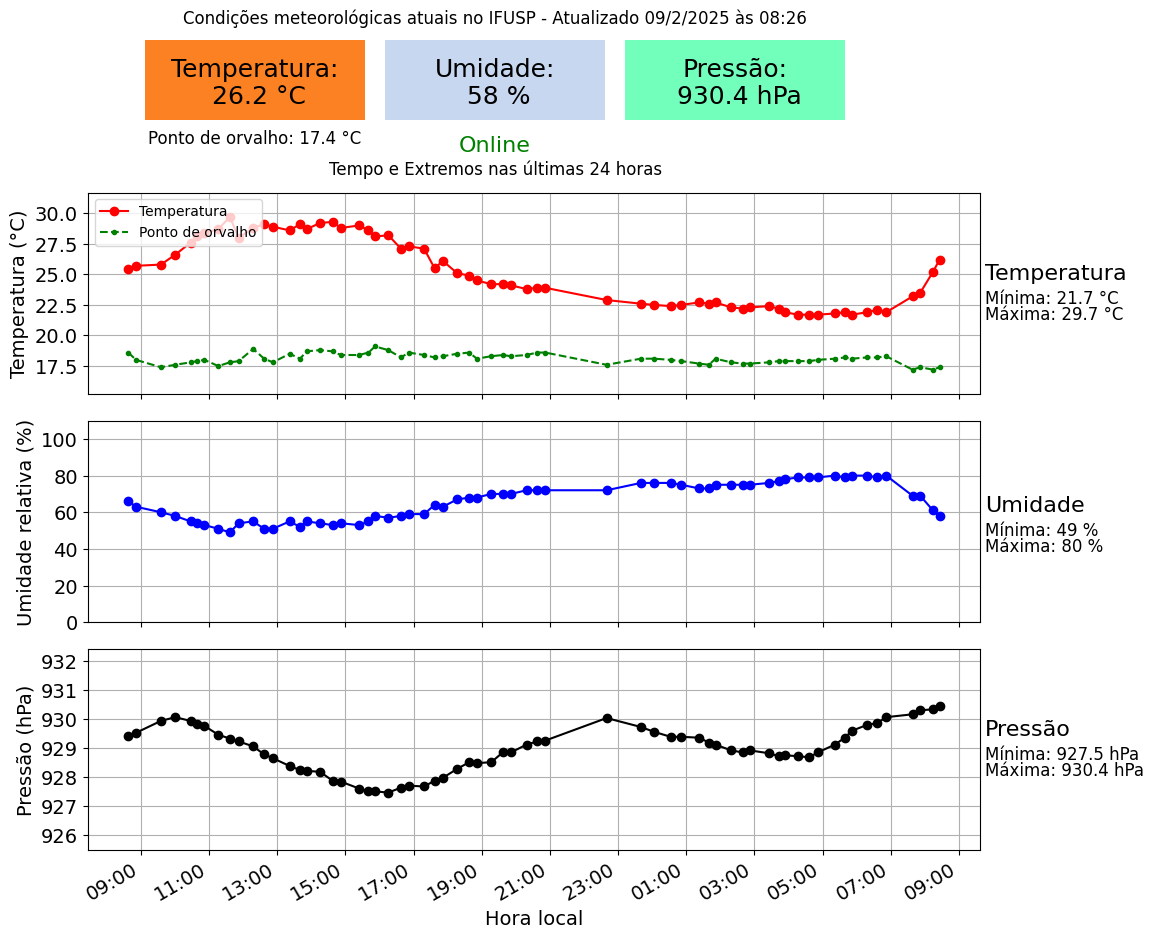 Condições meteorológicas atuais no IFUSP - Atualizado 09/2/2025 às 08:26
Temperatura:
26.2 °C
Umidade:
58 %
Pressão:
930.4 hPa
Ponto de orvalho: 17.4 °C
Online
Tempo e Extremos nas últimas 24 horas
Temperatura (°C)
30.0
27.5
25.0
22.5
20.0
17.5
Temperatura
Ponto de orvalho
Temperatura
Mínima: 21.7 °C
Máxima: 29.7 °C
Umidade relativa (%)
100
80
60
40
20
0
Umidade
Mínima: 49 %
Máxima: 80 %
Pressão (hPa)
932
931
930
929
928
927
926
Pressão
Mínima: 927.5 hPa
Máxima: 930.4 hPa
09:00
11:00
13:00
15:00
17:00
19:00
21:00
23:00
01:00
03:00
05:00
07:00
09:00
Hora local